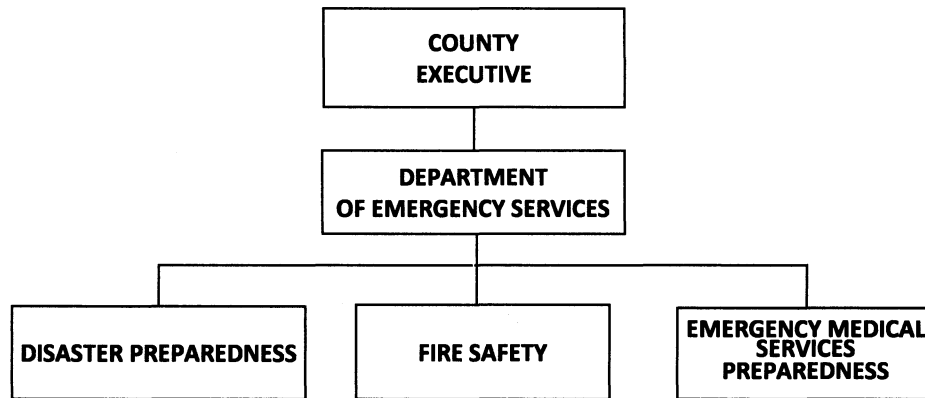 COUNTY
EXECUTIVE
DEPARTMENT
OF EMERGENCY SERVICES
DISASTER PREPAREDNESS
FIRE SAFETY
EMERGENCY MEDICAL
SERVICES
PREPAREDNESS